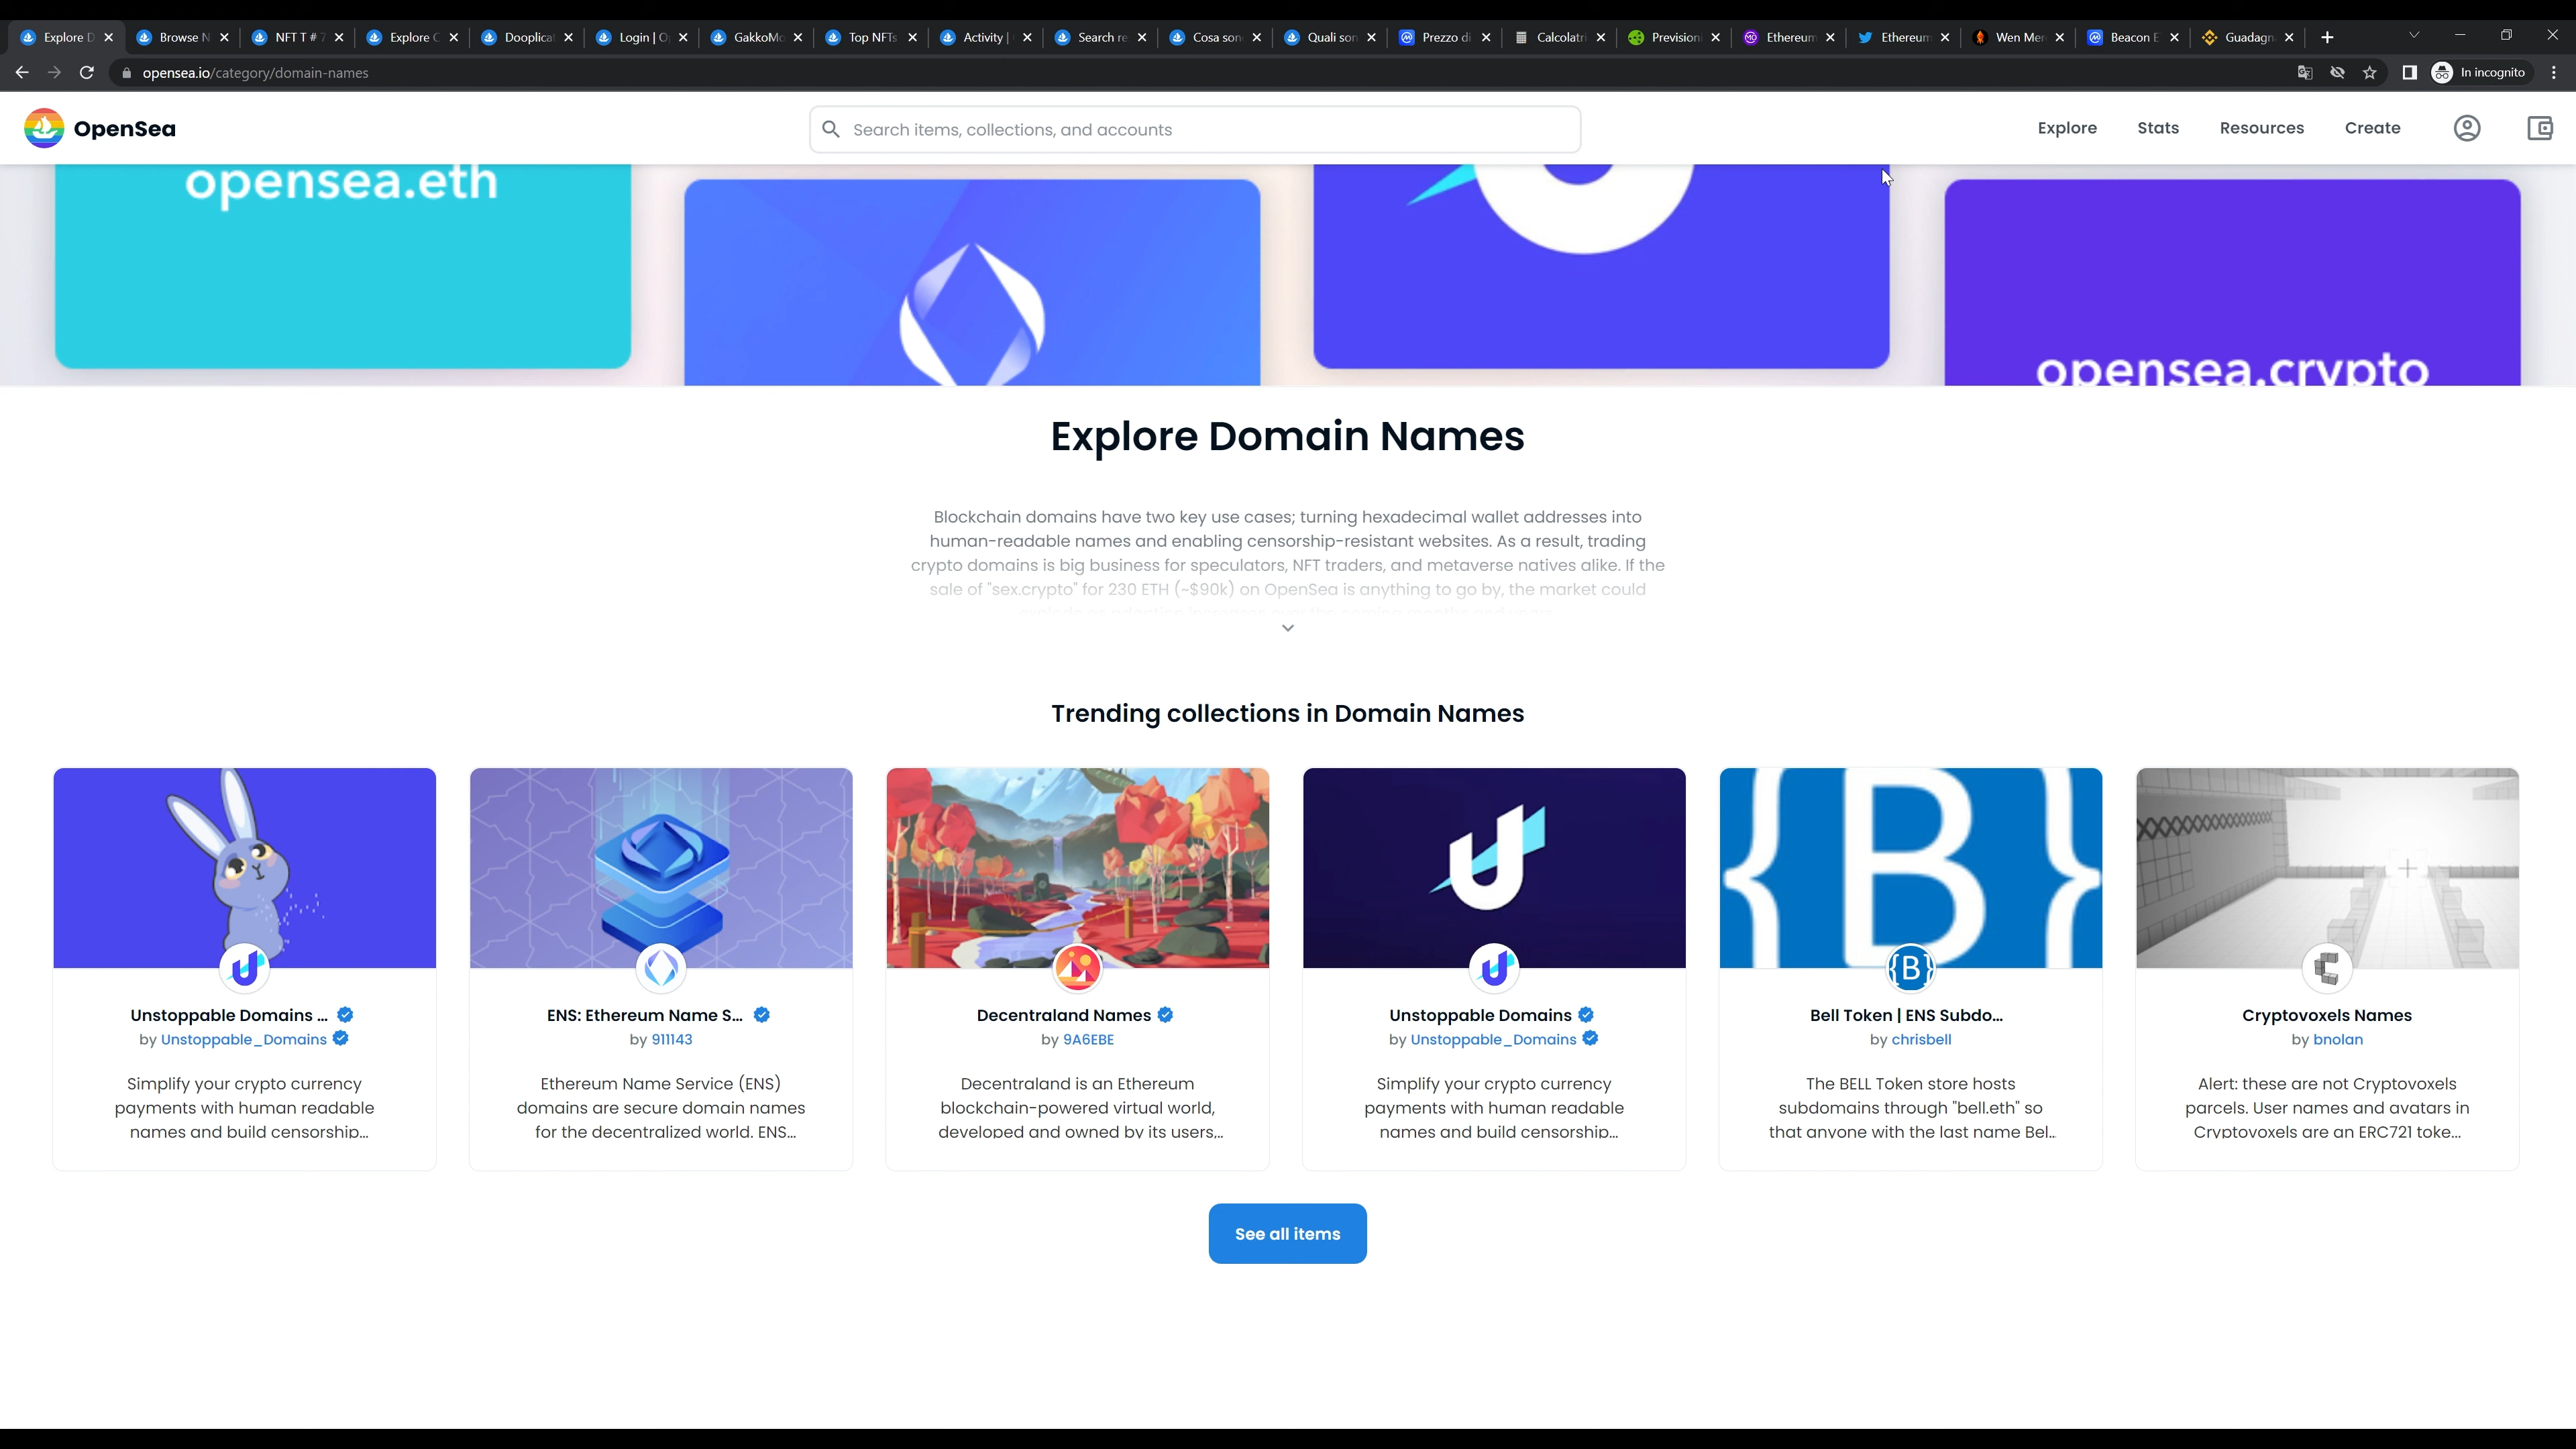 Explore D
Browse N
NFT T # 7
Explore C
Dooplicat
Login | O
GakkoMo
Top NFTs
Activity |
Search re
Cosa son
Quali son
Prezzo di
Calcolatri
Prevision
Ethereum
Ethereum
Wen Mer
Beacon E
Guadagn
opensea.io/category/domain-names
In incognito
OpenSea
Search items, collections, and accounts
Explore
Stats
Resources
Create
opensea.eth
opensea.crypto
Explore Domain Names
Blockchain domains have two key use cases; turning hexadecimal wallet addresses into
human-readable names and enabling censorship-resistant websites. As a result, trading
crypto domains is big business for speculators, NFT traders, and metaverse natives alike. If the
sale of "sex.crypto" for 230 ETH (~$90k) on OpenSea is anything to go by, the market could
Trending collections in Domain Names
Unstoppable Domains ...
by Unstoppable_Domains
Simplify your crypto currency
payments with human readable
names and build censorship...
ENS: Ethereum Name S...
by 911143
Ethereum Name Service (ENS)
domains are secure domain names
for the decentralized world. ENS...
Decentraland Names
by 9A6EBE
Decentraland is an Ethereum
blockchain-powered virtual world,
developed and owned by its users,...
Unstoppable Domains
by Unstoppable_Domains
Simplify your crypto currency
payments with human readable
names and build censorship...
{B}
{B}
Bell Token | ENS Subdo...
by chrisbell
The BELL Token store hosts
subdomains through "bell.eth" so
that anyone with the last name Bel...
Cryptovoxels Names
by bnolan
Alert: these are not Cryptovoxels
parcels. User names and avatars in
Cryptovoxels are an ERC721 toke...
See all items